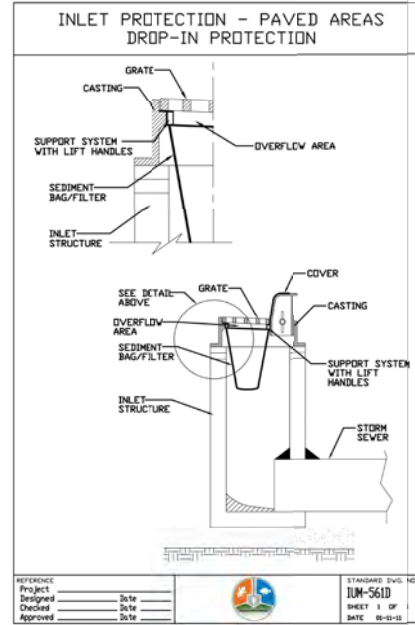 INLET PROTECTION - PAVED AREAS
DROP-IN PROTECTION
GRATE
CASTING
SUPPORT SYSTEM
WITH LIFT HANDLES
OVERFLOW AREA
SEDIMENT
BAG/FILTER
INLET
STRUCTURE
COVER
SEE DETAIL
ABOVE
GRATE
CASTING
OVERFLOW
AREA
SEDIMENT
BAG/FILTER
SUPPORT SYSTEM
WITH LIFT
HANDLES
INLET
STRUCTURE
STORM
SEWER
REFERENCE
Project
Designed Date
Checked Date
Approved Date
STANDARD DWG. NO
IUM-561D
SHEET 1 OF
DATE 01-11-11